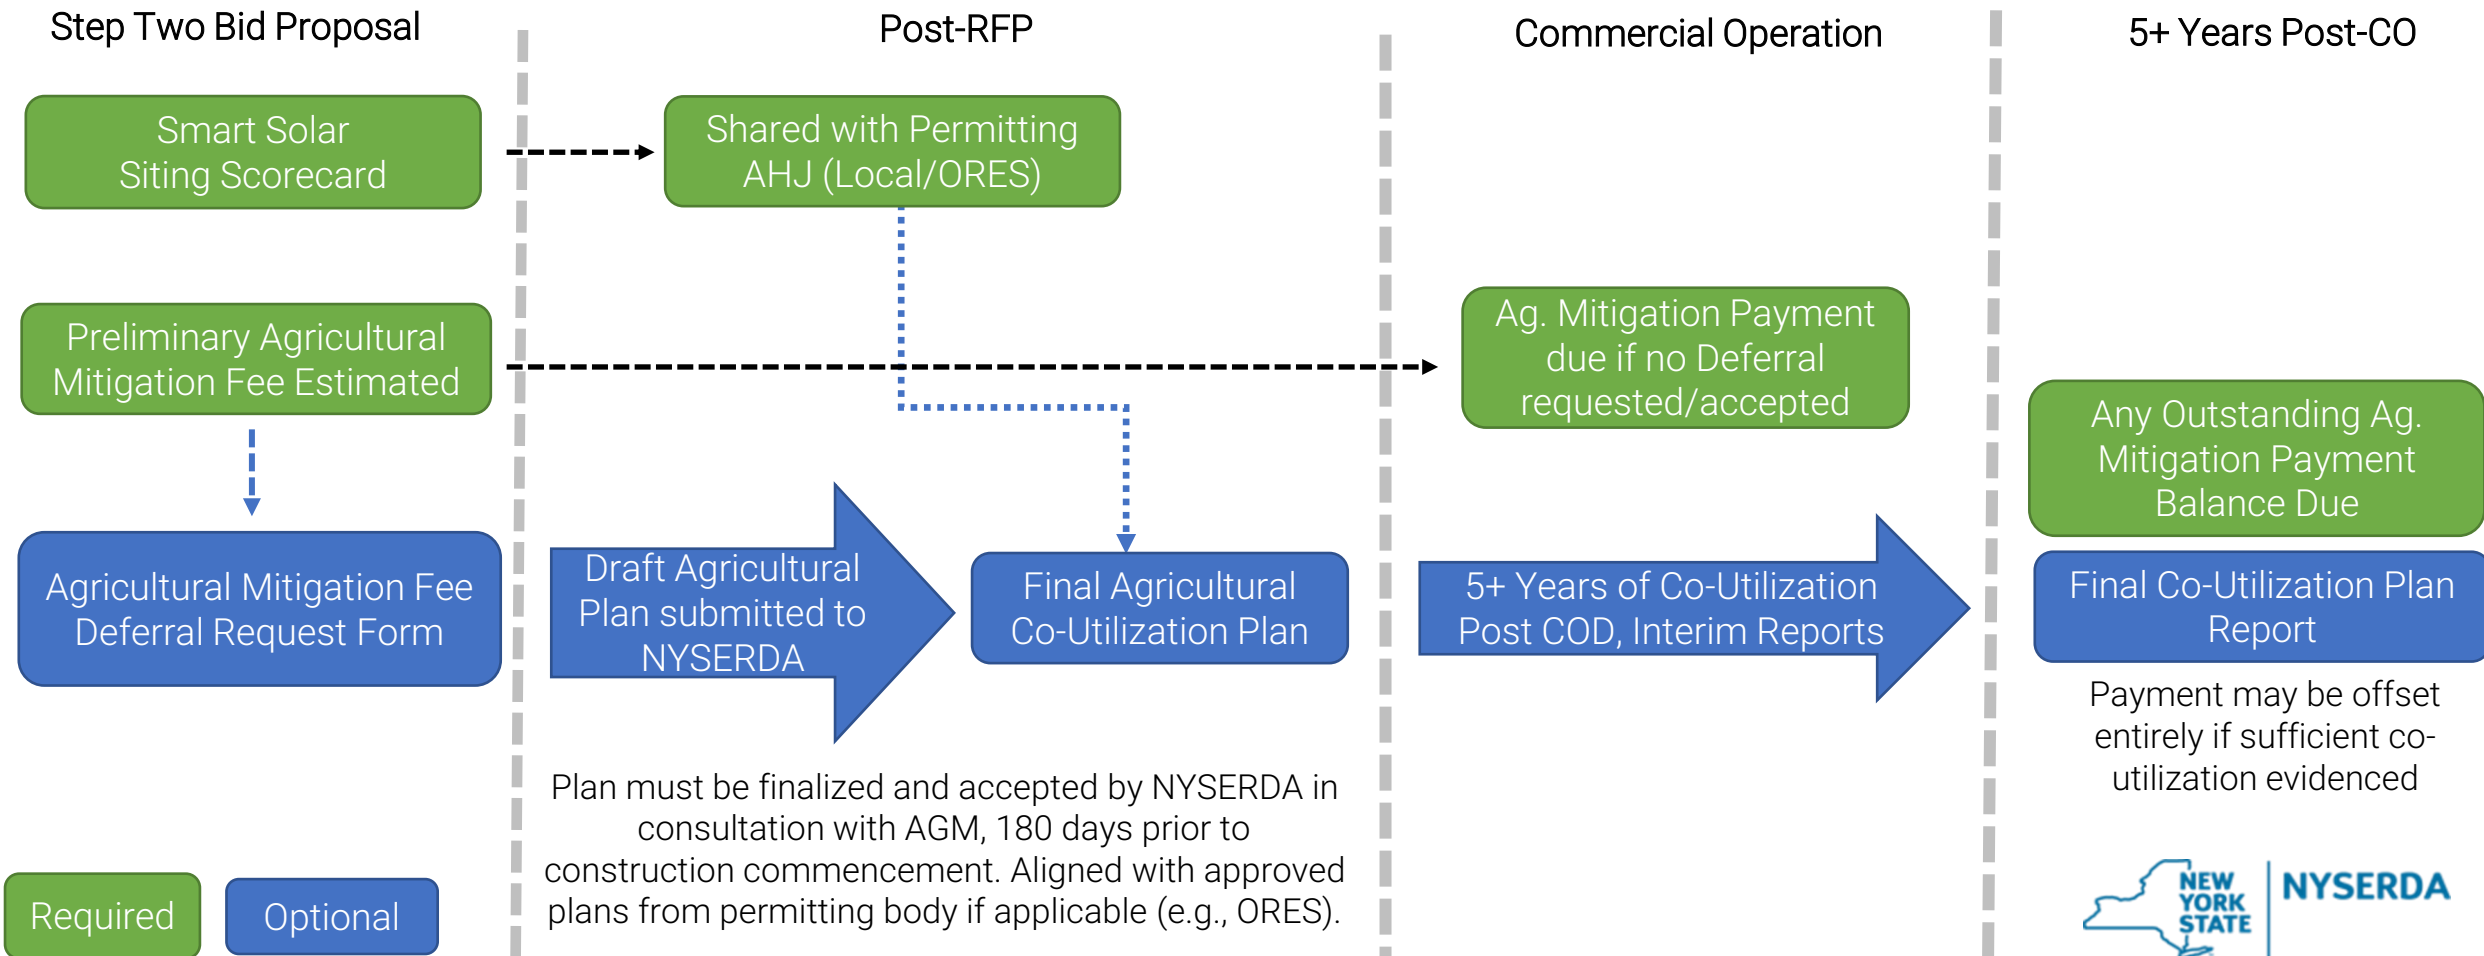 Step Two Bid Proposal
Post-RFP
Commercial Operation
5+ Years Post-CO
Smart Solar
Siting Scorecard
Shared with Permitting
AHJ (Local/ORES)
Preliminary Agricultural
Mitigation Fee Estimated
Ag. Mitigation Payment
due if no Deferral
requested/accepted
Any Outstanding Ag.
Mitigation Payment
Balance Due
Agricultural Mitigation Fee
Deferral Request Form
Draft Agricultural
Plan submitted to
NYSERDA
Final Agricultural
Co-Utilization Plan
5+ Years of Co-Utilization
Post COD, Interim Reports
Final Co-Utilization Plan
Report
Payment may be offset
entirely if sufficient co-
utilization evidenced
Plan must be finalized and accepted by NYSERDA in
consultation with AGM, 180 days prior to
construction commencement. Aligned with approved
plans from permitting body if applicable (e.g., ORES).
Required
Optional
NEW
YORK
STATE
NYSERDA